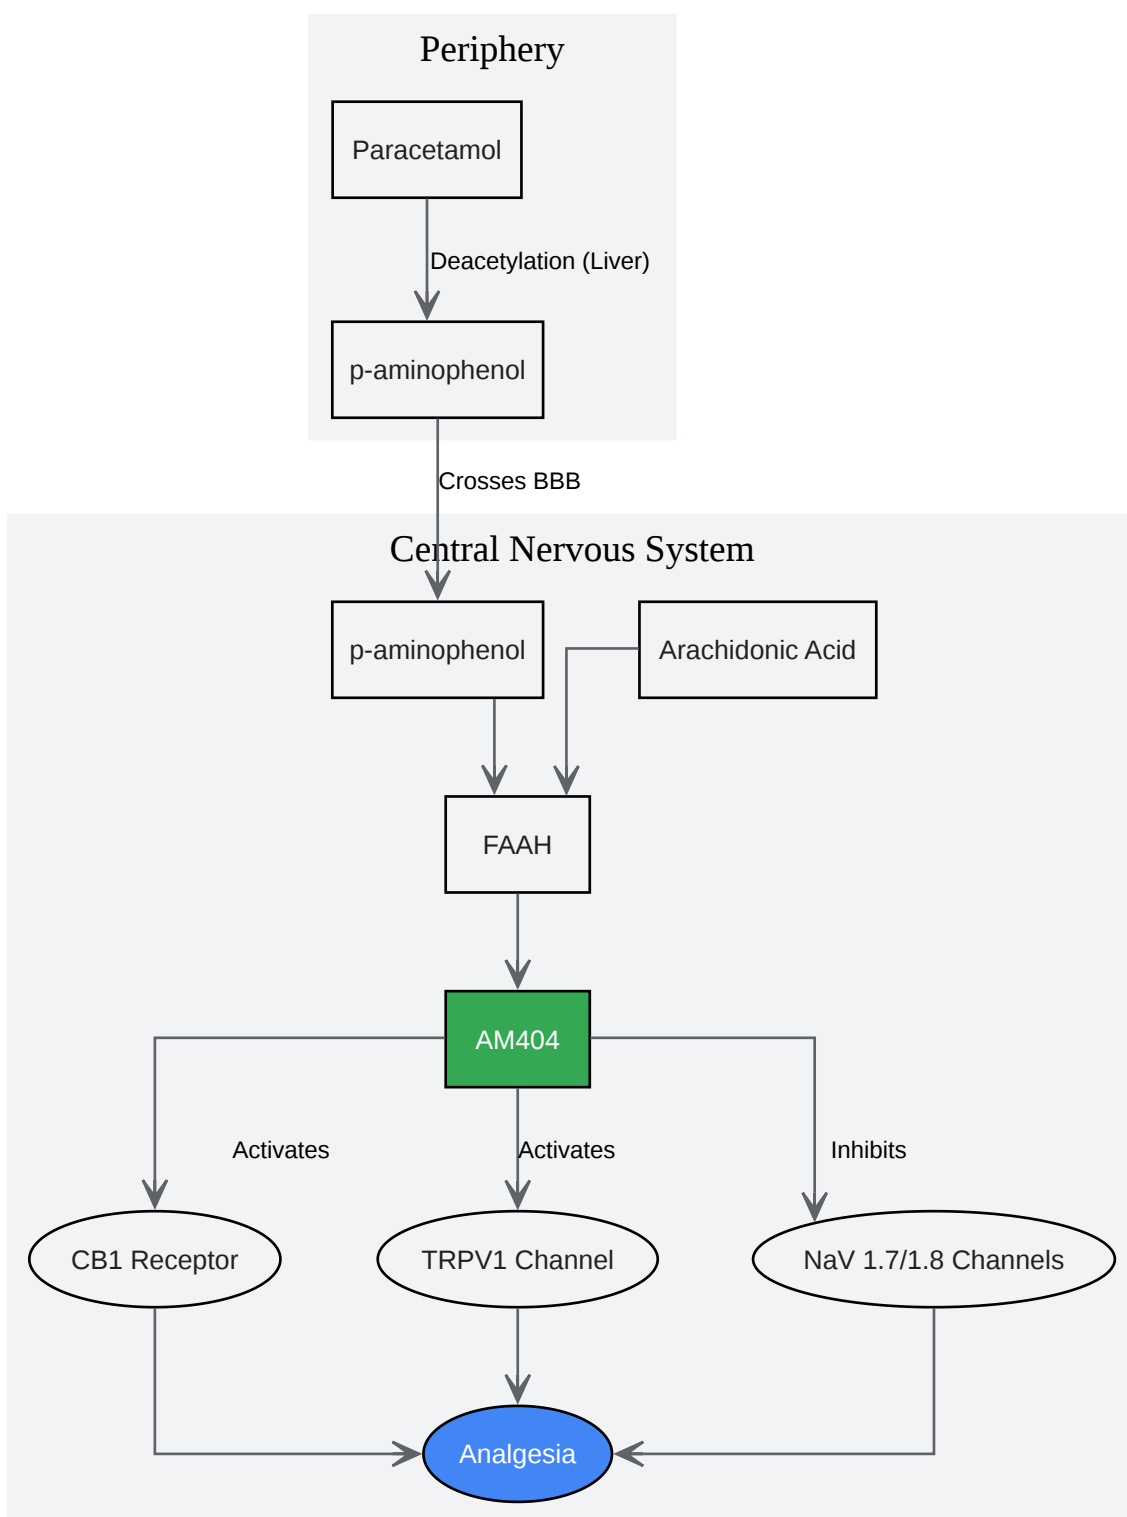 Periphery
Paracetamol
Deacetylation (Liver)
p-aminophenol
Crosses BBB
Central Nervous System
p-aminophenol
Arachidonic Acid
FAAH
AM404
Activates
Activates
Inhibits
CB1 Receptor
TRPV1 Channel
NaV 1.7/1.8 Channels
Analgesia